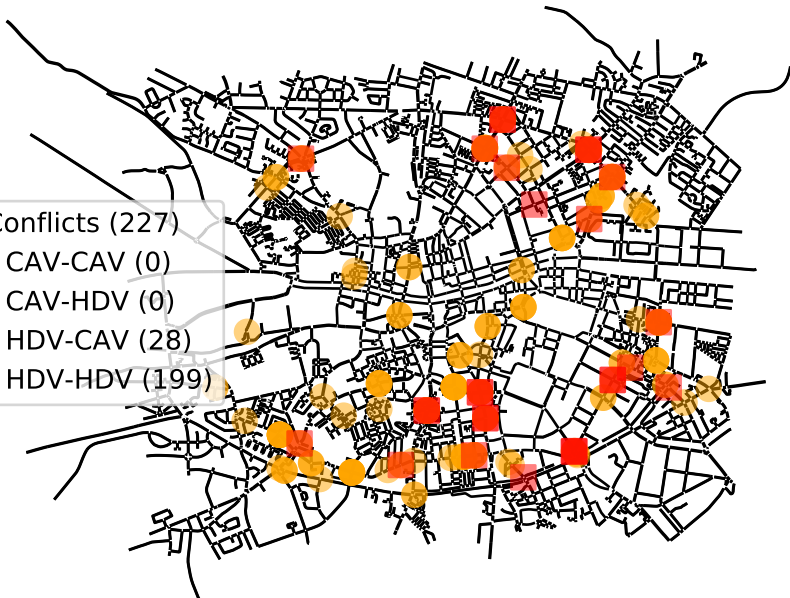 Conflicts (227)
CAV-CAV (0)
CAV-HDV (0)
HDV-CAV (28)
HDV-HDV (199)